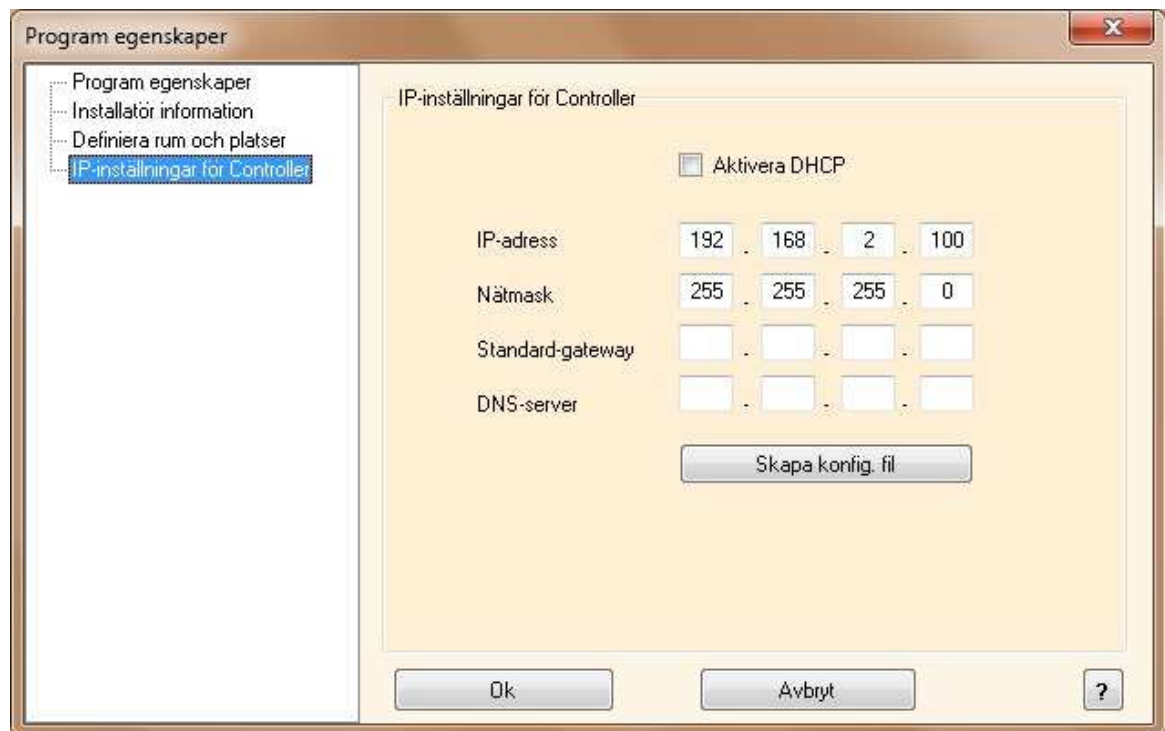 Program egenskaper
Program egenskaper
Installatör information
Definiera rum och platser
IP-inställningar för Controller
IP-inställningar för Controller
Aktivera DHCP
IP-adress 192 . 168 . 2 . 100
Nätmask 255 . 255 . 255 . 0
Standard-gateway . . .
DNS-server . . .
Skapa konfig. fil
Ok Avbryt ?